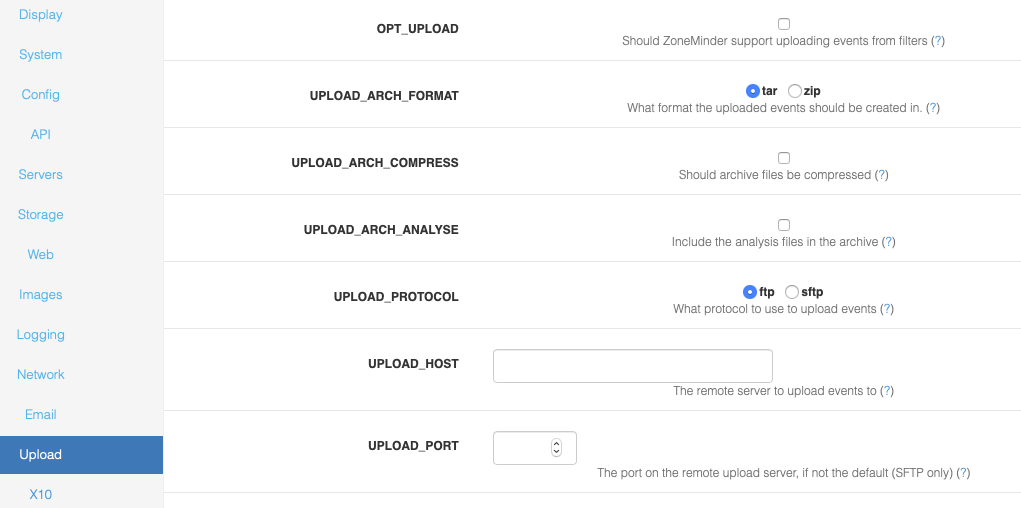 Display
System
Config
API
Servers
Storage
Web
Images
Logging
Network
Email
Upload
X10
OPT_UPLOAD
Should ZoneMinder support uploading events from filters (?)
UPLOAD_ARCH_FORMAT
tar zip
What format the uploaded events should be created in. (?)
UPLOAD_ARCH_COMPRESS
Should archive files be compressed (?)
UPLOAD_ARCH_ANALYSE
Include the analysis files in the archive (?)
UPLOAD_PROTOCOL
ftp sftp
What protocol to use to upload events (?)
UPLOAD_HOST
The remote server to upload events to (?)
UPLOAD_PORT
The port on the remote upload server, if not the default (SFTP only) (?)